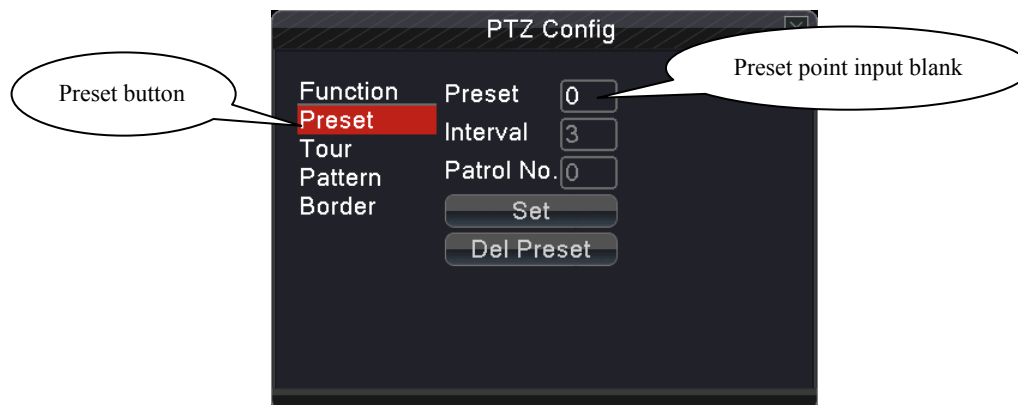 PTZ Config
Preset button
Preset point input blank
Function
Preset
Tour
Pattern
Border
Preset 0
Interval 3
Patrol No. 0
Set
Del Preset